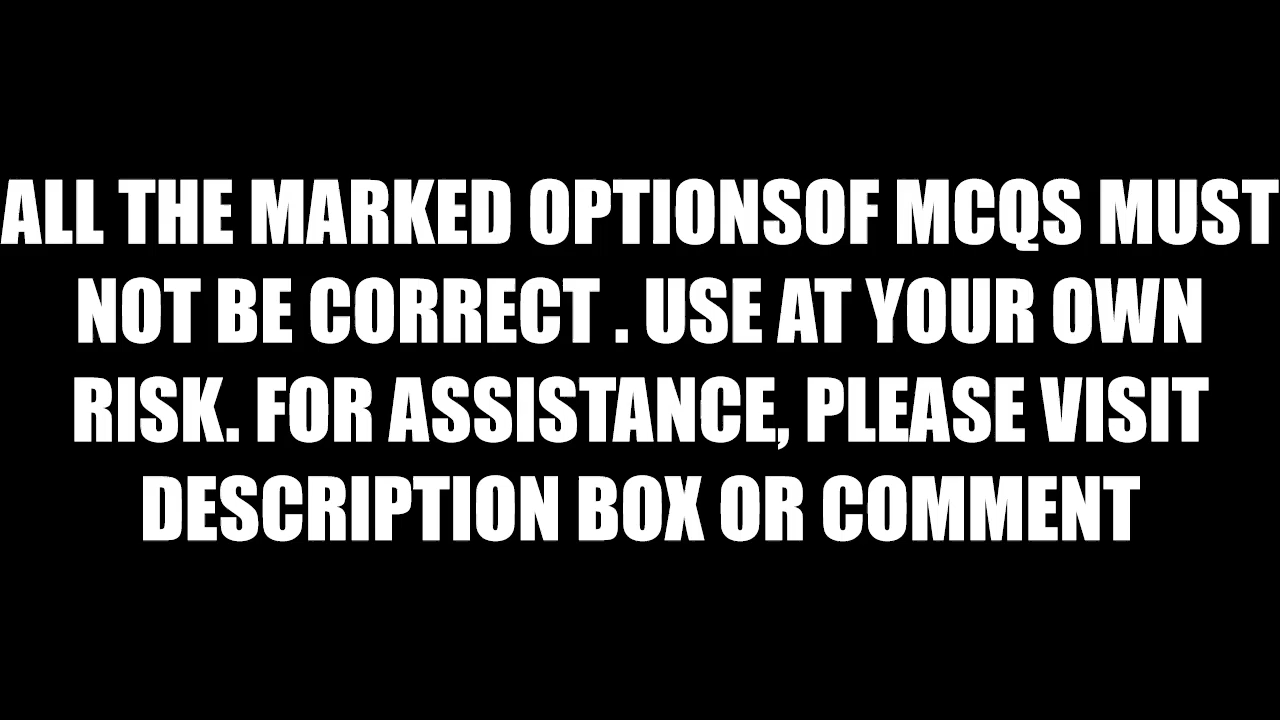 ALL THE MARKED OPTIONSOF MCQS MUST
NOT BE CORRECT . USE AT YOUR OWN
RISK. FOR ASSISTANCE, PLEASE VISIT
DESCRIPTION BOX OR COMMENT